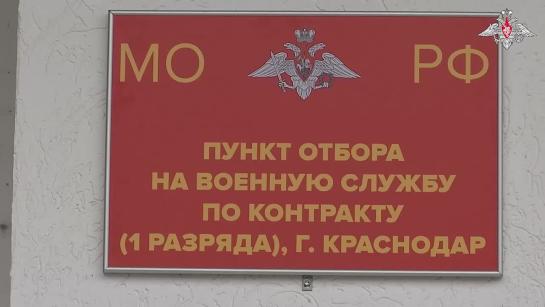 МО РФ
ПУНКТ ОТБОРА
НА ВОЕННУЮ СЛУЖБУ
ПО КОНТРАКТУ
(1 РАЗРЯДА), Г. КРАСНОДАР